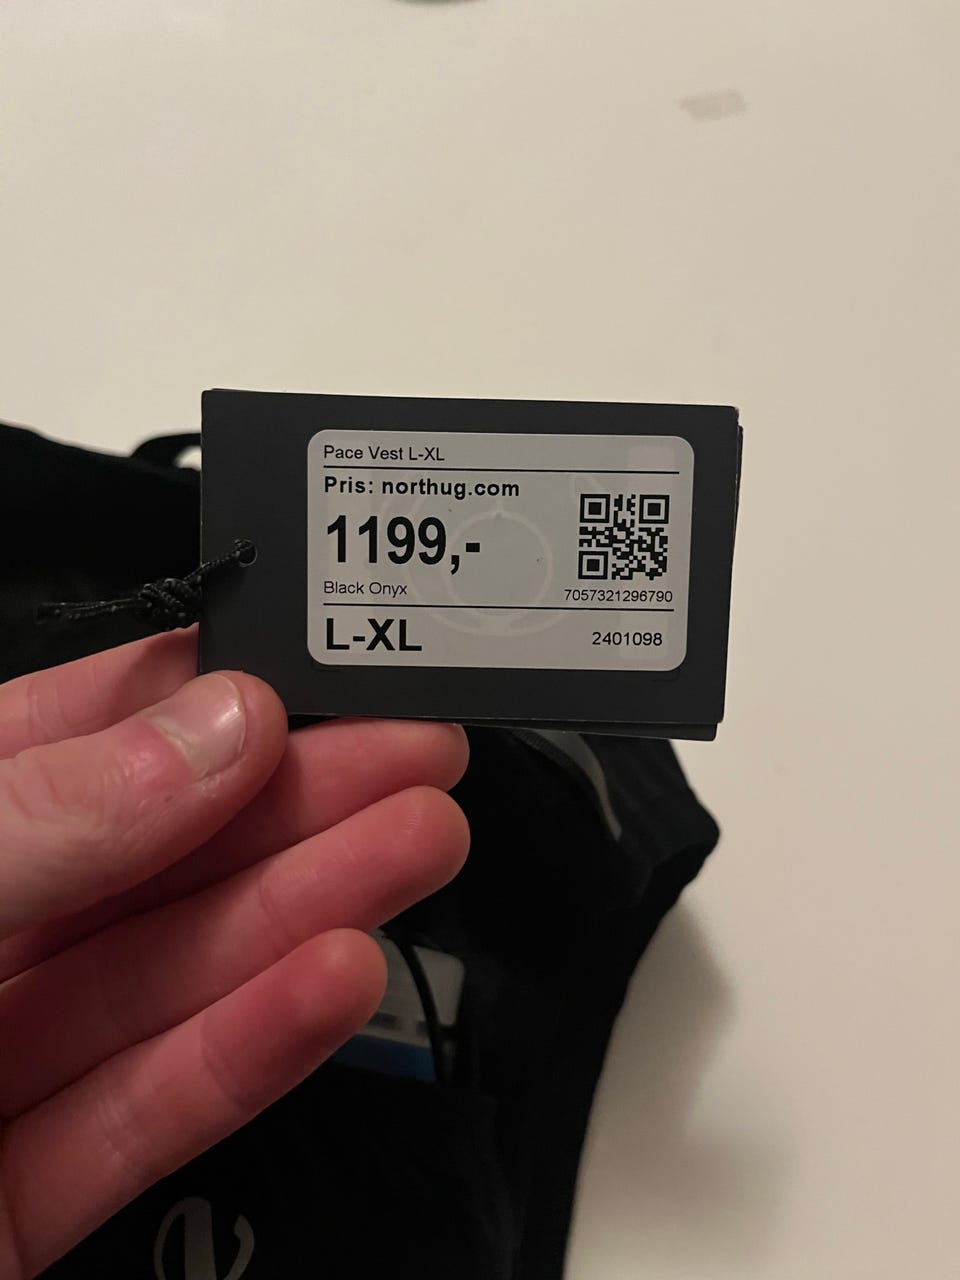 Pace Vest L-XL
Pris: northug.com
1199,-
Black Onyx
7057321296790
L-XL
2401098